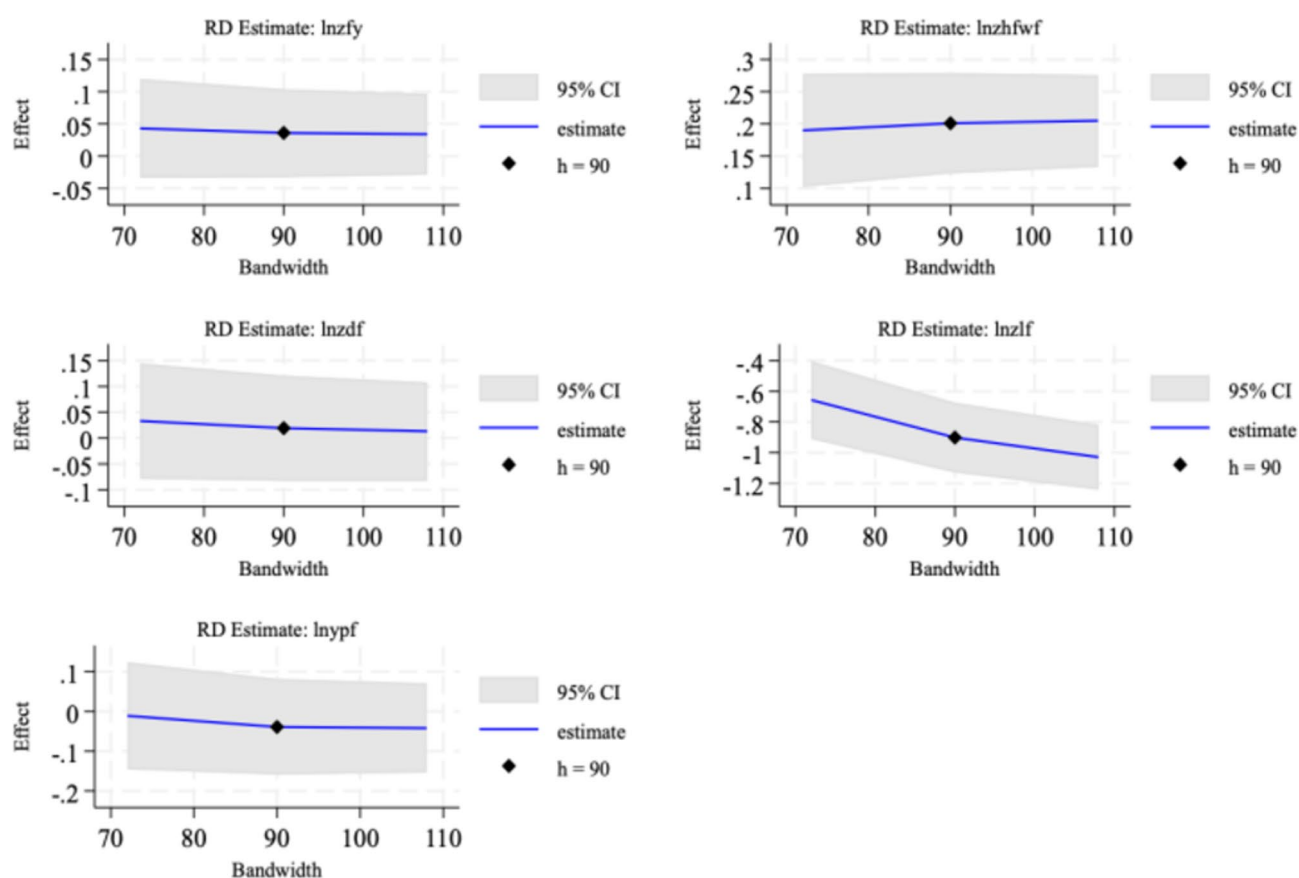 RD Estimate: lnzfy
Effect
.15
.1
.05
0
-.05
70 80 90 100 110
Bandwidth
95% CI
estimate
h = 90
RD Estimate: lnzhfwf
Effect
.3
.25
.2
.15
.1
70 80 90 100 110
Bandwidth
95% CI
estimate
h = 90
RD Estimate: lnzdf
Effect
.15
.1
.05
0
-.05
-.1
70 80 90 100 110
Bandwidth
95% CI
estimate
h = 90
RD Estimate: lnzlf
Effect
-.4
-.6
-.8
-1
-1.2
70 80 90 100 110
Bandwidth
95% CI
estimate
h = 90
RD Estimate: lnypf
Effect
.1
0
-.1
-.2
70 80 90 100 110
Bandwidth
95% CI
estimate
h = 90